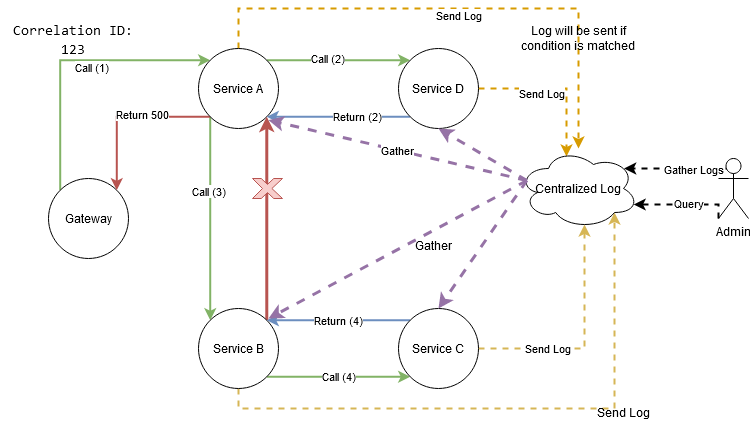 Send Log
Correlation ID:
123
Log will be sent if
condition is matched
Call (1)
Call (2)
Service A
Service D
Send Log
Return 500
Return (2)
Gather
Gather Logs
Call (3)
Centralized Log
Query
Gateway
Admin
Gather
Return (4)
Service B
Service C
Send Log
Call (4)
Send Log